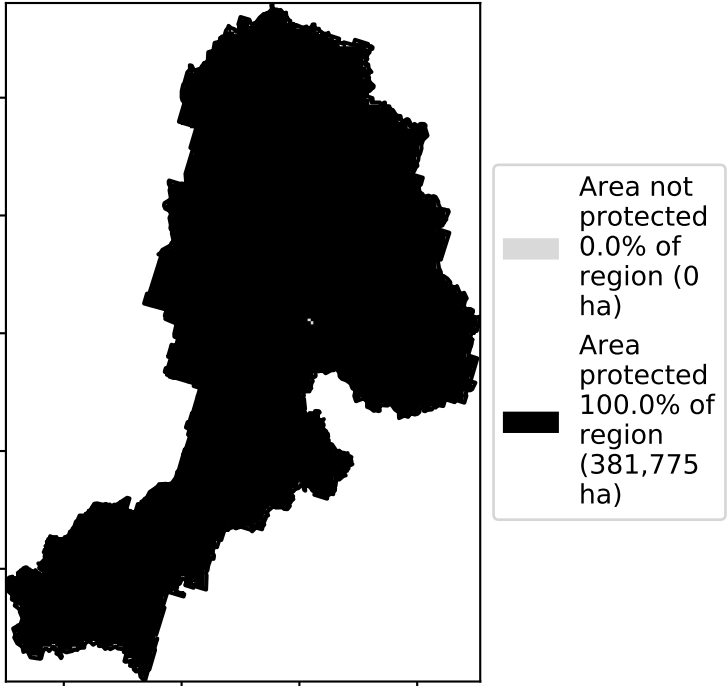 Area not
protected
0.0% of
region (0
ha)
Area
protected
100.0% of
region
(381,775
ha)